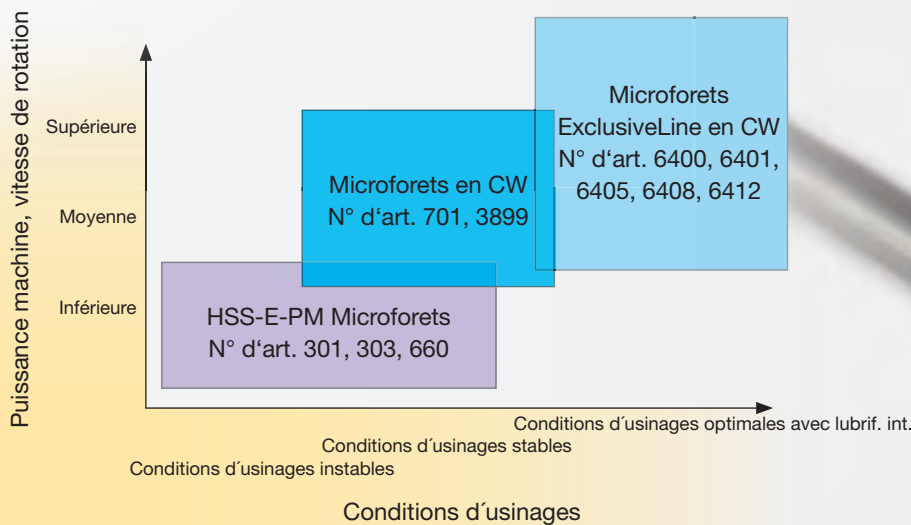 Puissance machine, vitesse de rotation
Supérieure
Moyenne
Inférieure
Microforets
ExclusiveLine en CW
N° d‘art. 6400, 6401,
6405, 6408, 6412
Microforets en CW
N° d‘art. 701, 3899
HSS-E-PM Microforets
N° d‘art. 301, 303, 660
Conditions d´usinages optimales avec lubrif. int.
Conditions d´usinages stables
Conditions d´usinages instables
Conditions d´usinages